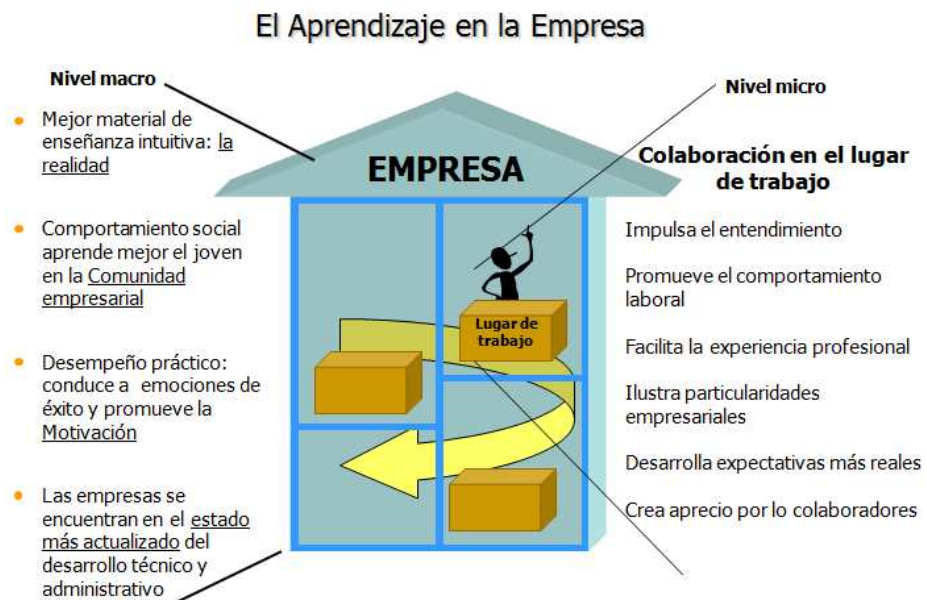 El Aprendizaje en la Empresa
Nivel macro
Mejor material de
enseñanza intuitiva: la
realidad
Comportamiento social
aprende mejor el joven
en la Comunidad
empresarial
Desempeño práctico:
conduce a emociones de
éxito y promueve la
Motivación
Las empresas se
encuentran en el estado
más actualizado del
desarrollo técnico y
administrativo
EMPRESA
Lugar de
trabajo
Nivel micro
Colaboración en el lugar
de trabajo
Impulsa el entendimiento
Promueve el comportamiento
laboral
Facilita la experiencia profesional
Ilustra particularidades
empresariales
Desarrolla expectativas más reales
Crea aprecio por lo colaboradores